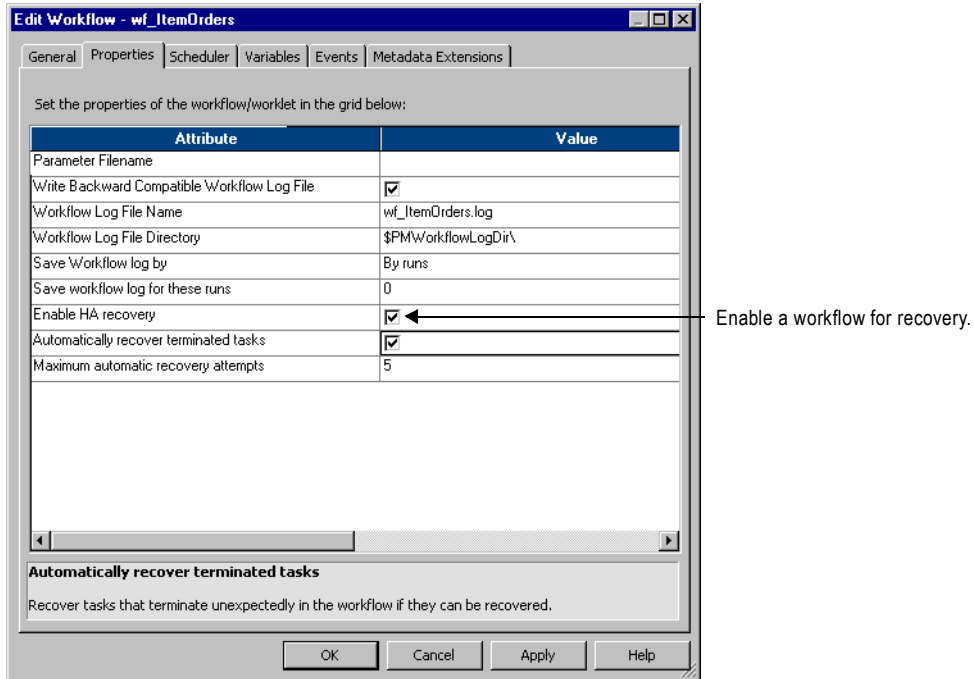 Edit Workflow - wf_ItemOrders
General Properties Scheduler Variables Events Metadata Extensions
Set the properties of the workflow/worklet in the grid below:
Attribute Value
Parameter Filename
Write Backward Compatible Workflow Log File
Workflow Log File Name wf_ItemOrders.log
Workflow Log File Directory $PMWorkflowLogDir\
Save Workflow log by By runs
Save workflow log for these runs 0
Enable HA recovery
Enable a workflow for recovery.
Automatically recover terminated tasks
Maximum automatic recovery attempts 5
Automatically recover terminated tasks
Recover tasks that terminate unexpectedly in the workflow if they can be recovered.
OK Cancel Apply Help